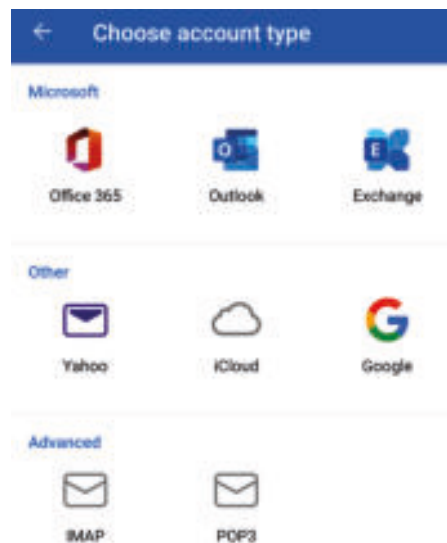 Choose account type
Microsoft
Office 365 Outlook Exchange
Other
Yahoo iCloud Google
Advanced
IMAP POP3